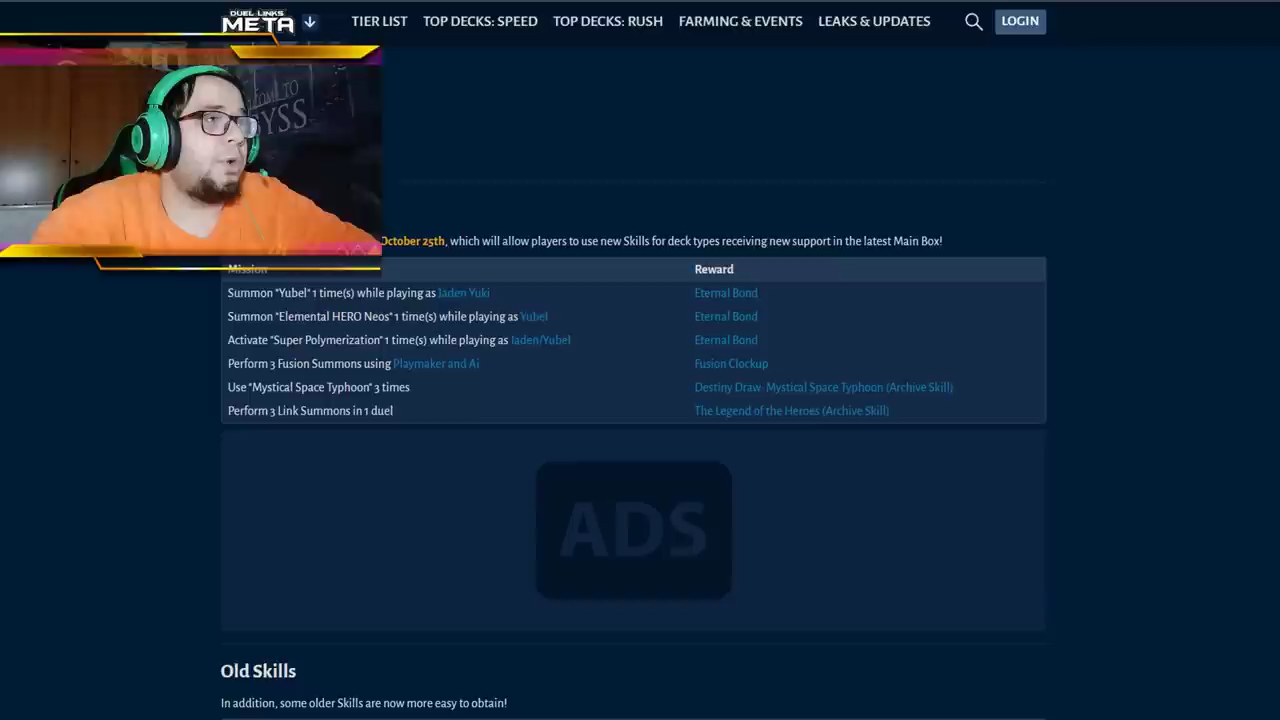 DUEL LINKS
META
TIER LIST
TOP DECKS: SPEED
TOP DECKS: RUSH
FARMING & EVENTS
LEAKS & UPDATES
LOGIN
YSS
October 25th, which will allow players to use new Skills for deck types receiving new support in the latest Main Box!
Mission Reward
Summon "Yubel" 1 time(s) while playing as Jaden Yuki Eternal Bond
Summon "Elemental HERO Neos" 1 time(s) while playing as Yubel Eternal Bond
Activate "Super Polymerization" 1 time(s) while playing as Jaden/Yubel Eternal Bond
Perform 3 Fusion Summons using Playmaker and Ai Fusion Clockup
Use "Mystical Space Typhoon" 3 times Destiny Draw: Mystical Space Typhoon (Archive Skill)
Perform 3 Link Summons in 1 duel The Legend of the Heroes (Archive Skill)
ADS
Old Skills
In addition, some older Skills are now more easy to obtain!